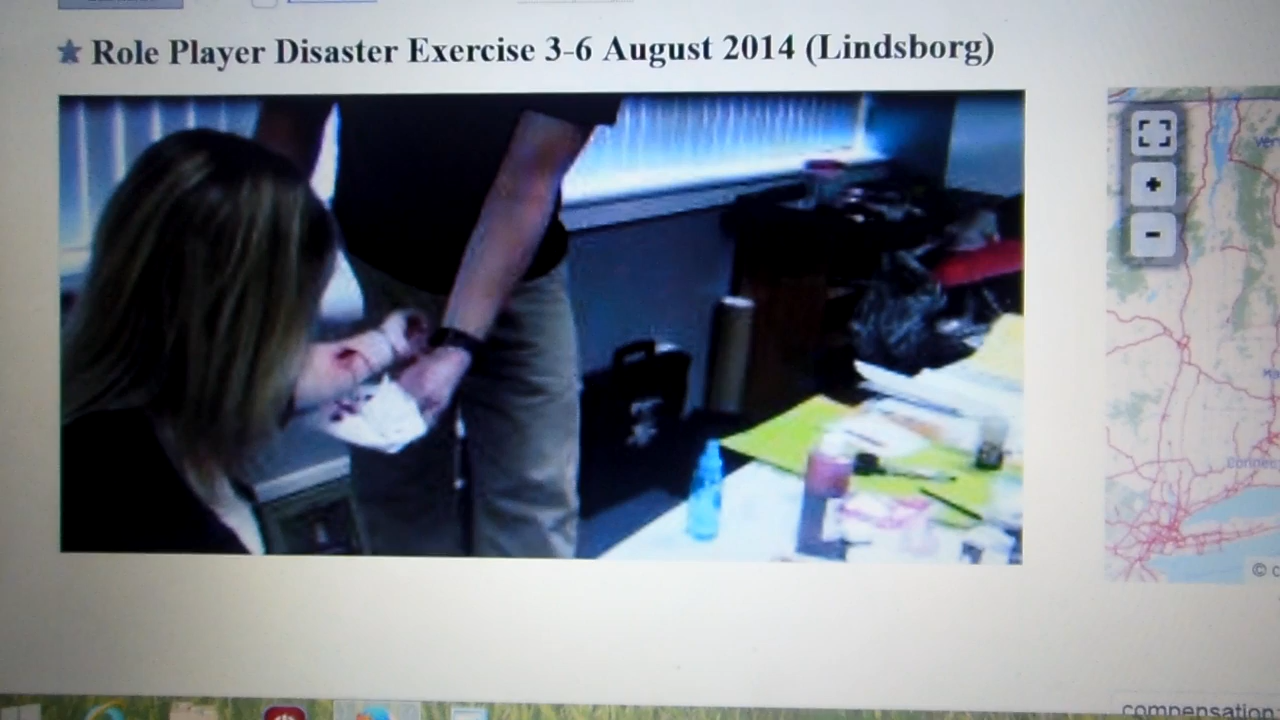 Role Player Disaster Exercise 3-6 August 2014 (Lindsborg)
+
-
compensation